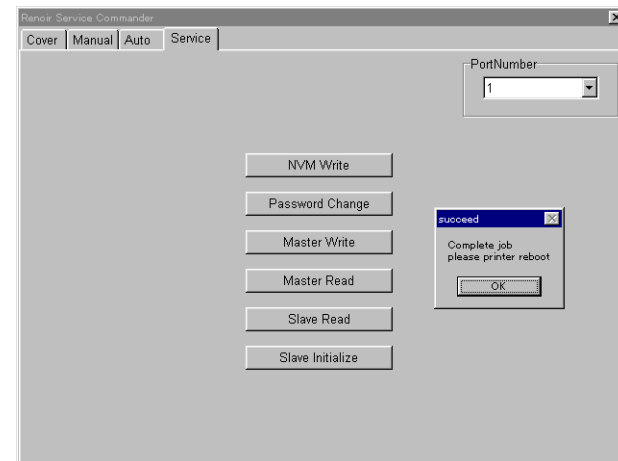 Renoir Service Commander
Cover Manual Auto Service
PortNumber
1
NVM Write
Password Change
Master Write
Master Read
Slave Read
Slave Initialize
succeed
Complete job
please printer reboot
OK